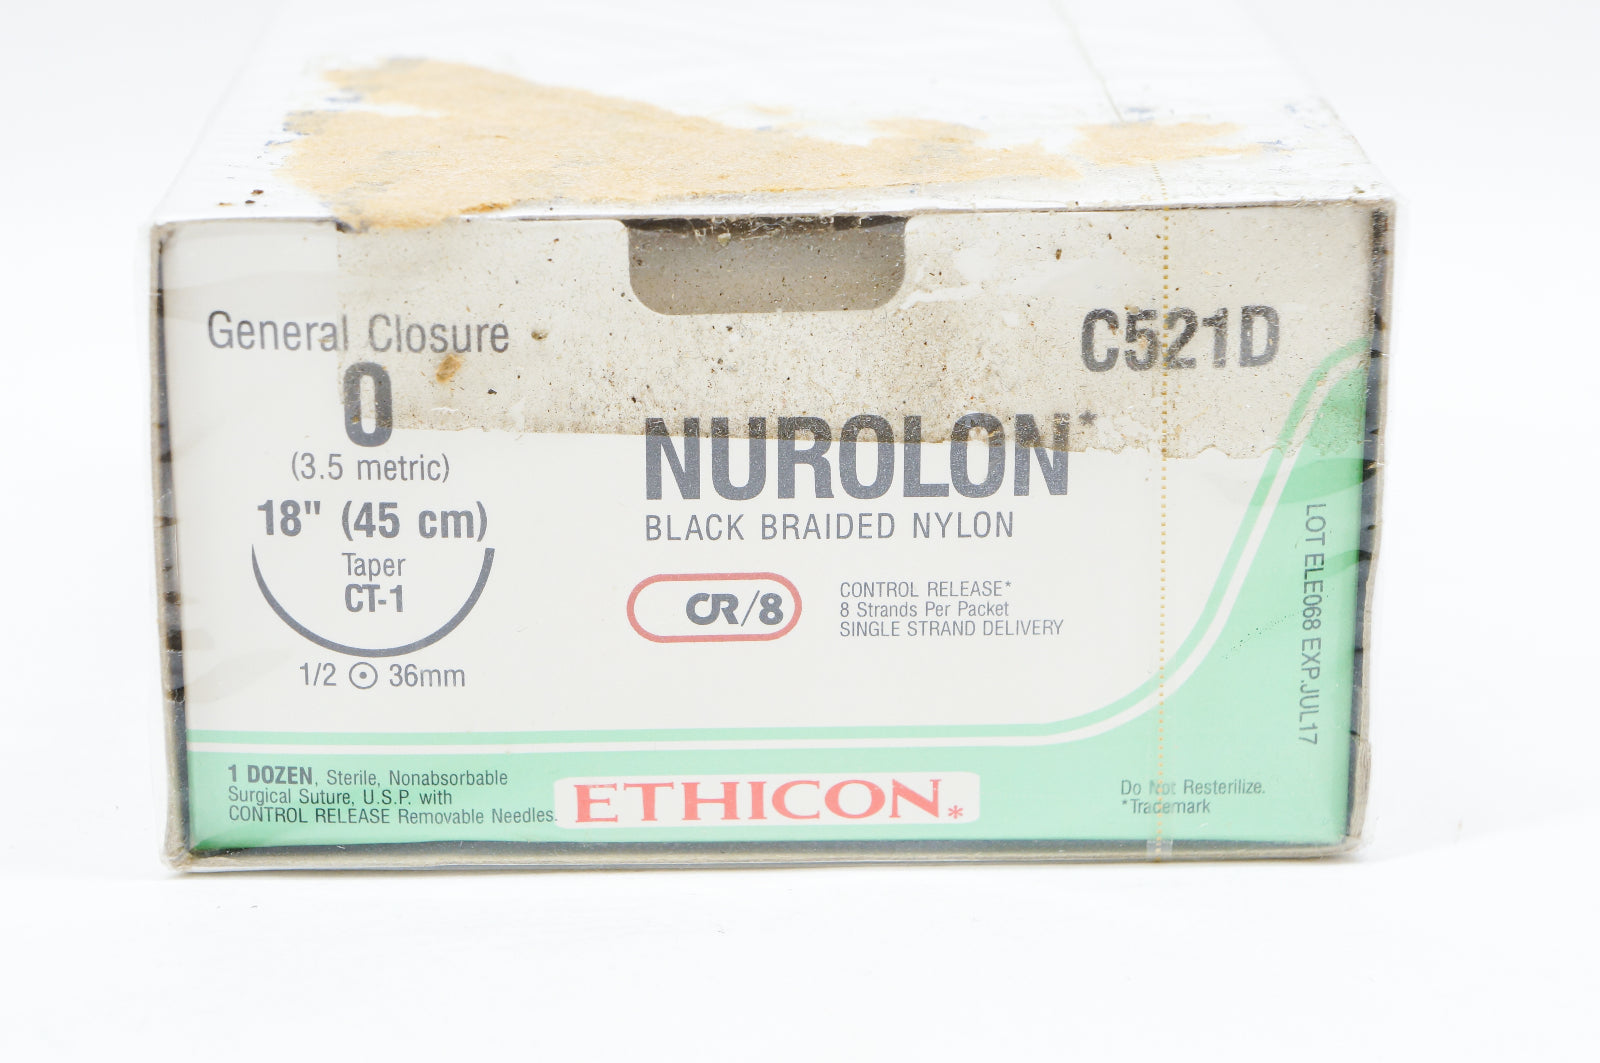 General Closure
0
(3.5 metric)
18" (45 cm)
Taper
CT-1
1/2 ⊙ 36mm
C521D
NUROLON*
BLACK BRAIDED NYLON
CR/8
CONTROL RELEASE*
8 Strands Per Packet
SINGLE STRAND DELIVERY
LOT ELE068 EXP.JUL17
1 DOZEN, Sterile, Nonabsorbable
Surgical Suture, U.S.P. with
CONTROL RELEASE Removable Needles.
ETHICON*
Do Not Resterilize.
*Trademark